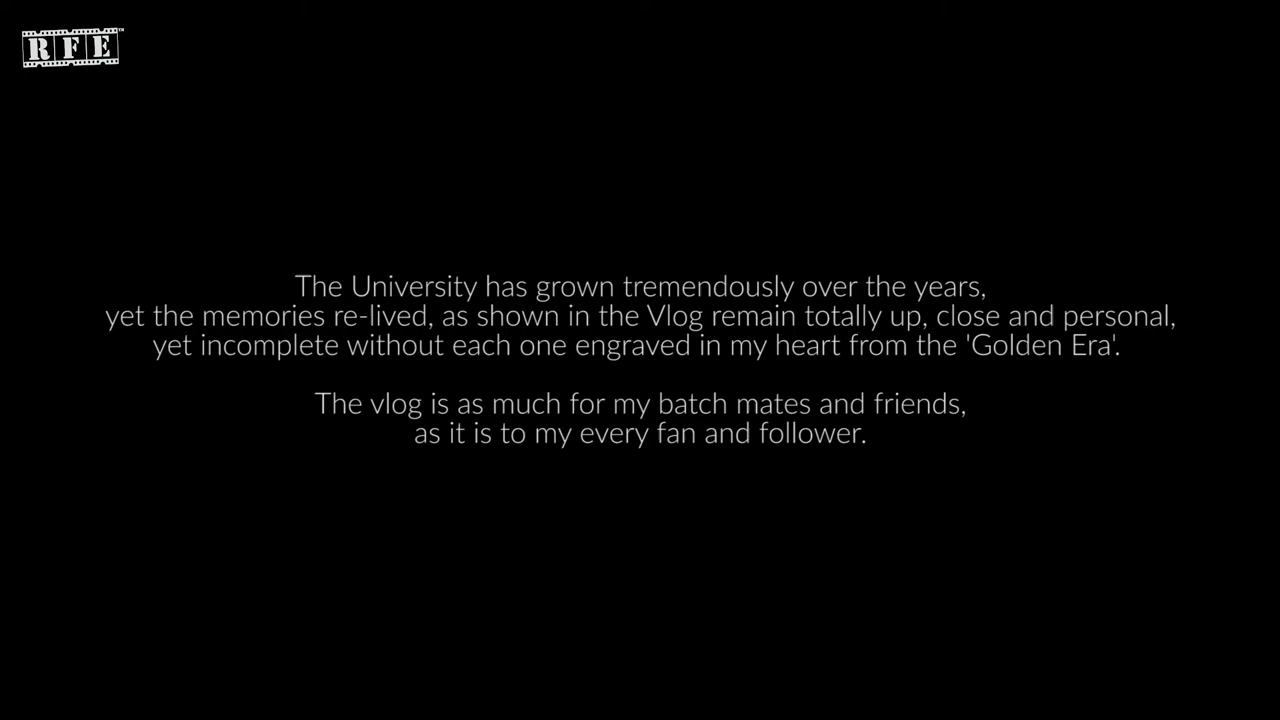 RFE™
The University has grown tremendously over the years,
yet the memories re-lived, as shown in the Vlog remain totally up, close and personal,
yet incomplete without each one engraved in my heart from the 'Golden Era'.
The vlog is as much for my batch mates and friends,
as it is to my every fan and follower.